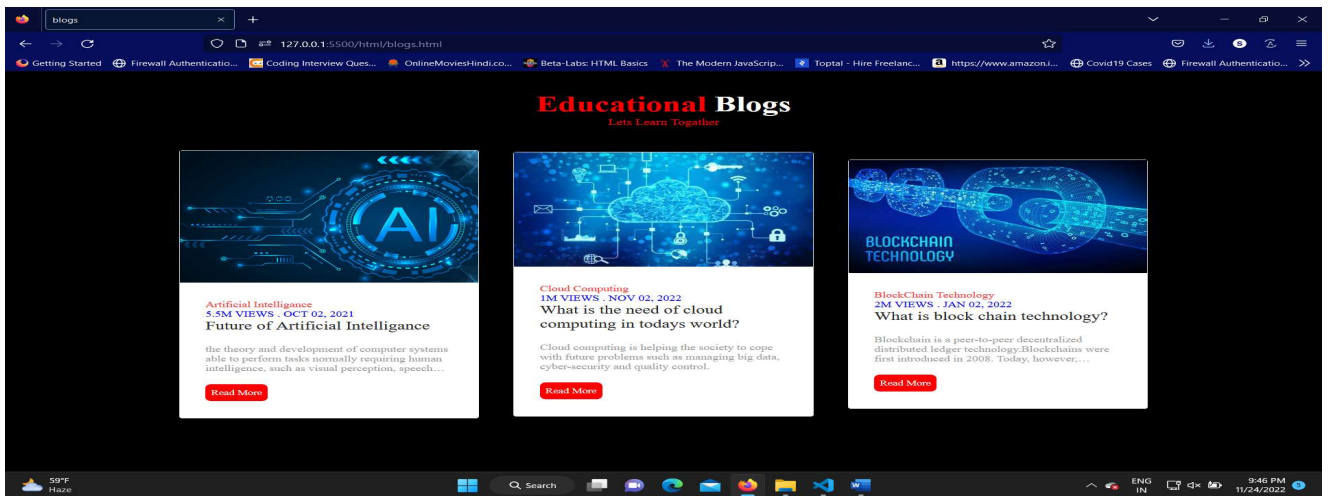 blogs
127.0.0.1:5500/html/blogs.html
S
Getting Started
Firewall Authenticatio...
Coding Interview Ques...
OnlineMoviesHindi.co...
Beta-Labs: HTML Basics
The Modern JavaScrip...
Toptal - Hire Freelanc...
https://www.amazon.i...
Covid19 Cases
Firewall Authenticatio...
Educational Blogs
Lets Learn Togather
AI
Artificial Intelligance
5.5M VIEWS . OCT 02, 2021
Future of Artificial Intelligance
the theory and development of computer systems
able to perform tasks normally requiring human
intelligence, such as visual perception, speech…
Read More
Cloud Computing
1M VIEWS . NOV 02, 2022
What is the need of cloud
computing in todays world?
Cloud computing is helping the society to cope
with future problems such as managing big data,
cyber-security and quality control.
Read More
BLOCKCHAIN
TECHNOLOGY
BlockChain Technology
2M VIEWS . JAN 02, 2022
What is block chain technology?
Blockchain is a peer-to-peer decentralized
distributed ledger technology.Blockchains were
first introduced in 2008. Today, however,…
Read More
59°F
Haze
Search
ENG
IN
9:46 PM
11/24/2022
5